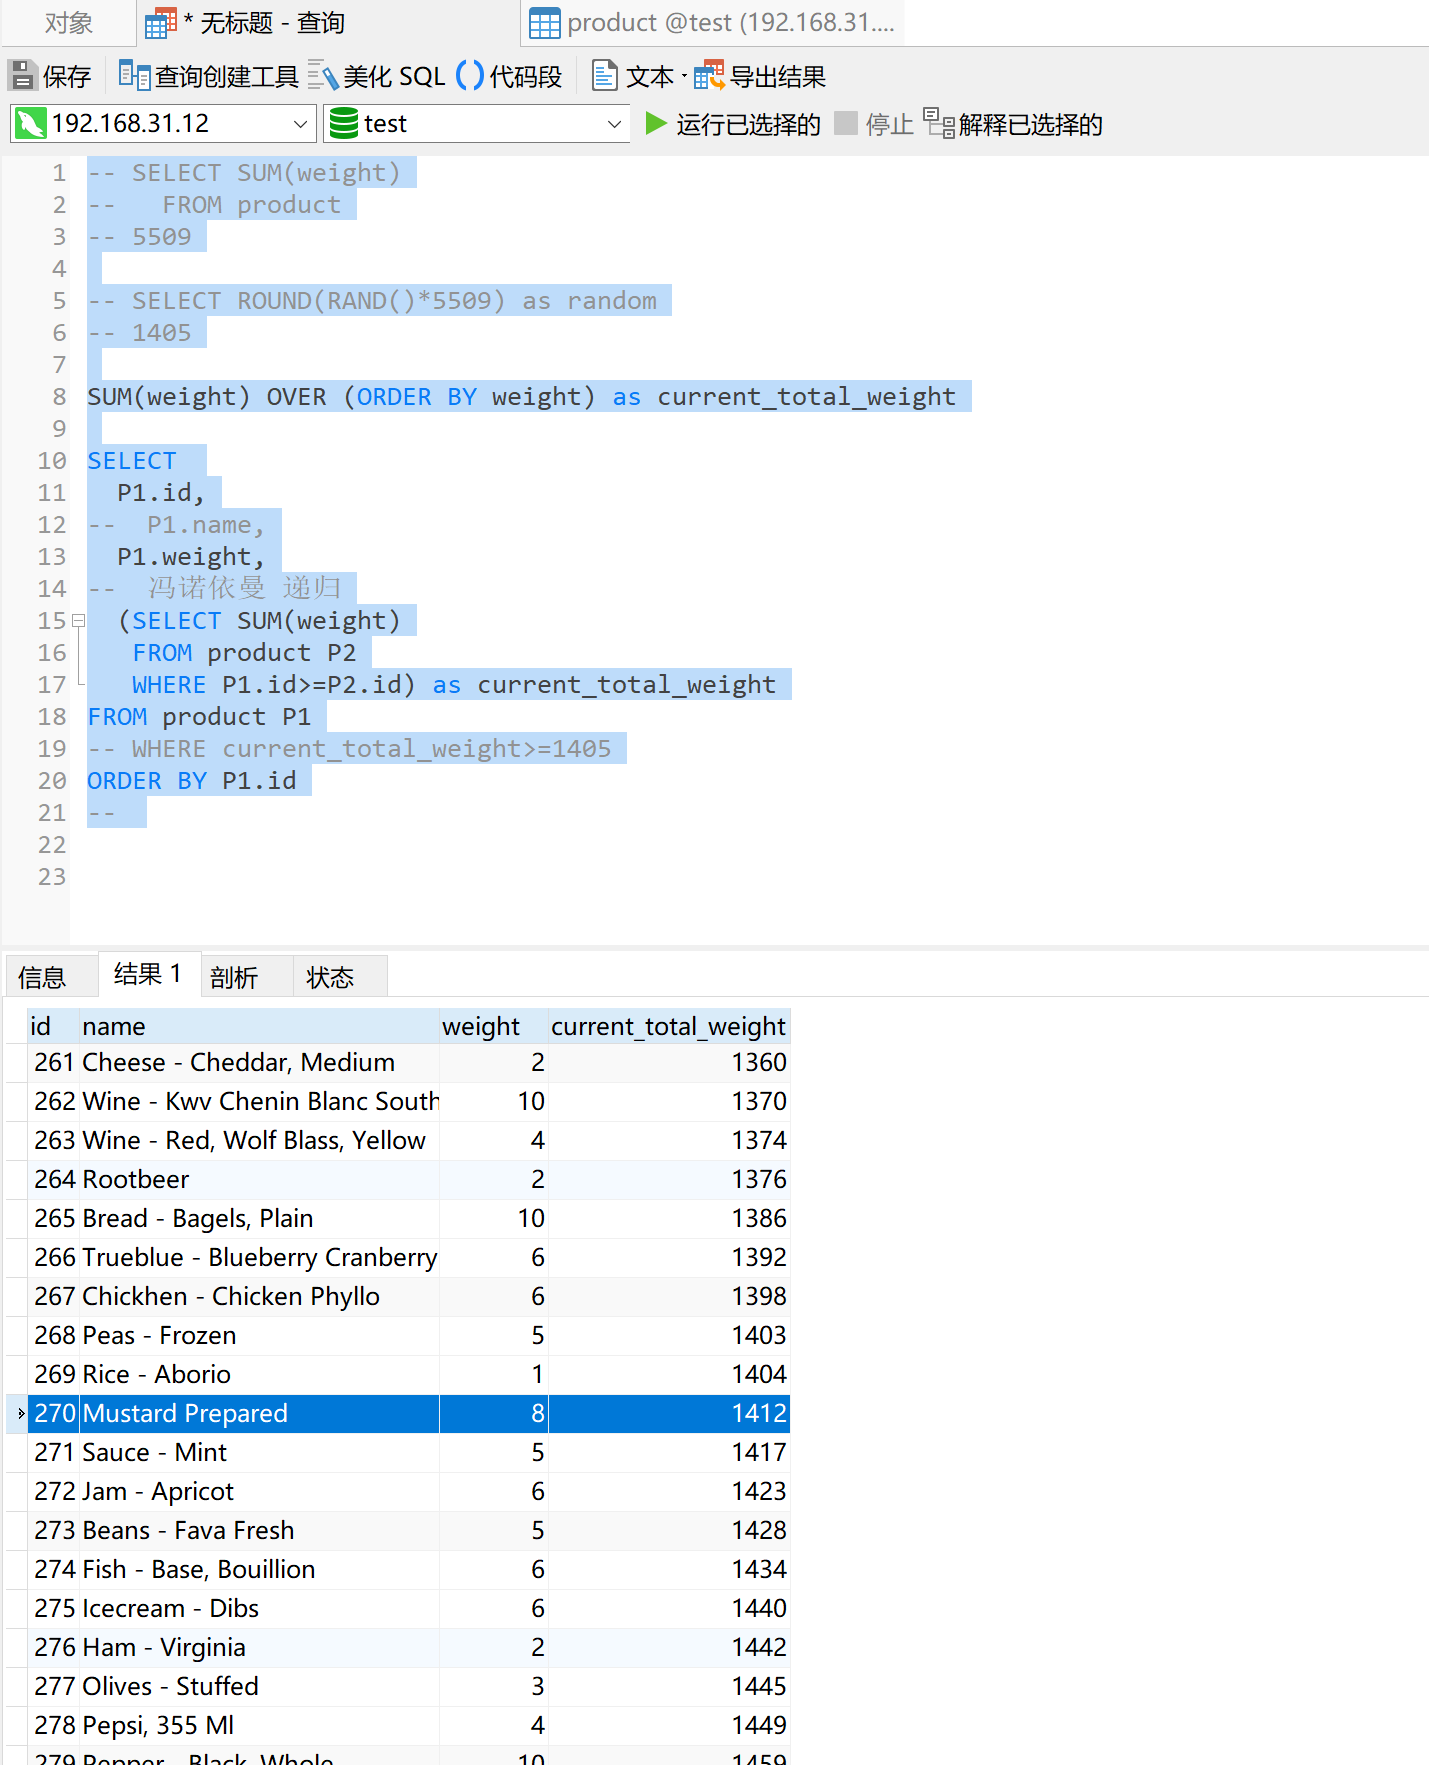 对象 * 无标题 - 查询 product @test (192.168.31....
保存 查询创建工具 美化 SQL 代码段 文本 导出结果
192.168.31.12 test 运行已选择的 停止 解释已选择的
1 -- SELECT SUM(weight)
2 --   FROM product
3 -- 5509
4
5 -- SELECT ROUND(RAND()*5509) as random
6 -- 1405
7
8 SUM(weight) OVER (ORDER BY weight) as current_total_weight
9
10 SELECT
11   P1.id,
12 --  P1.name,
13   P1.weight,
14 --  冯诺依曼 递归
15   (SELECT SUM(weight)
16    FROM product P2
17    WHERE P1.id>=P2.id) as current_total_weight
18 FROM product P1
19 -- WHERE current_total_weight>=1405
20 ORDER BY P1.id
21 --
22
23
信息 结果 1 剖析 状态
id name weight current_total_weight
261 Cheese - Cheddar, Medium 2 1360
262 Wine - Kwv Chenin Blanc South 10 1370
263 Wine - Red, Wolf Blass, Yellow 4 1374
264 Rootbeer 2 1376
265 Bread - Bagels, Plain 10 1386
266 Trueblue - Blueberry Cranberry 6 1392
267 Chickhen - Chicken Phyllo 6 1398
268 Peas - Frozen 5 1403
269 Rice - Aborio 1 1404
270 Mustard Prepared 8 1412
271 Sauce - Mint 5 1417
272 Jam - Apricot 6 1423
273 Beans - Fava Fresh 5 1428
274 Fish - Base, Bouillion 6 1434
275 Icecream - Dibs 6 1440
276 Ham - Virginia 2 1442
277 Olives - Stuffed 3 1445
278 Pepsi, 355 Ml 4 1449
279 Pepper - Black, Whole 10 1459